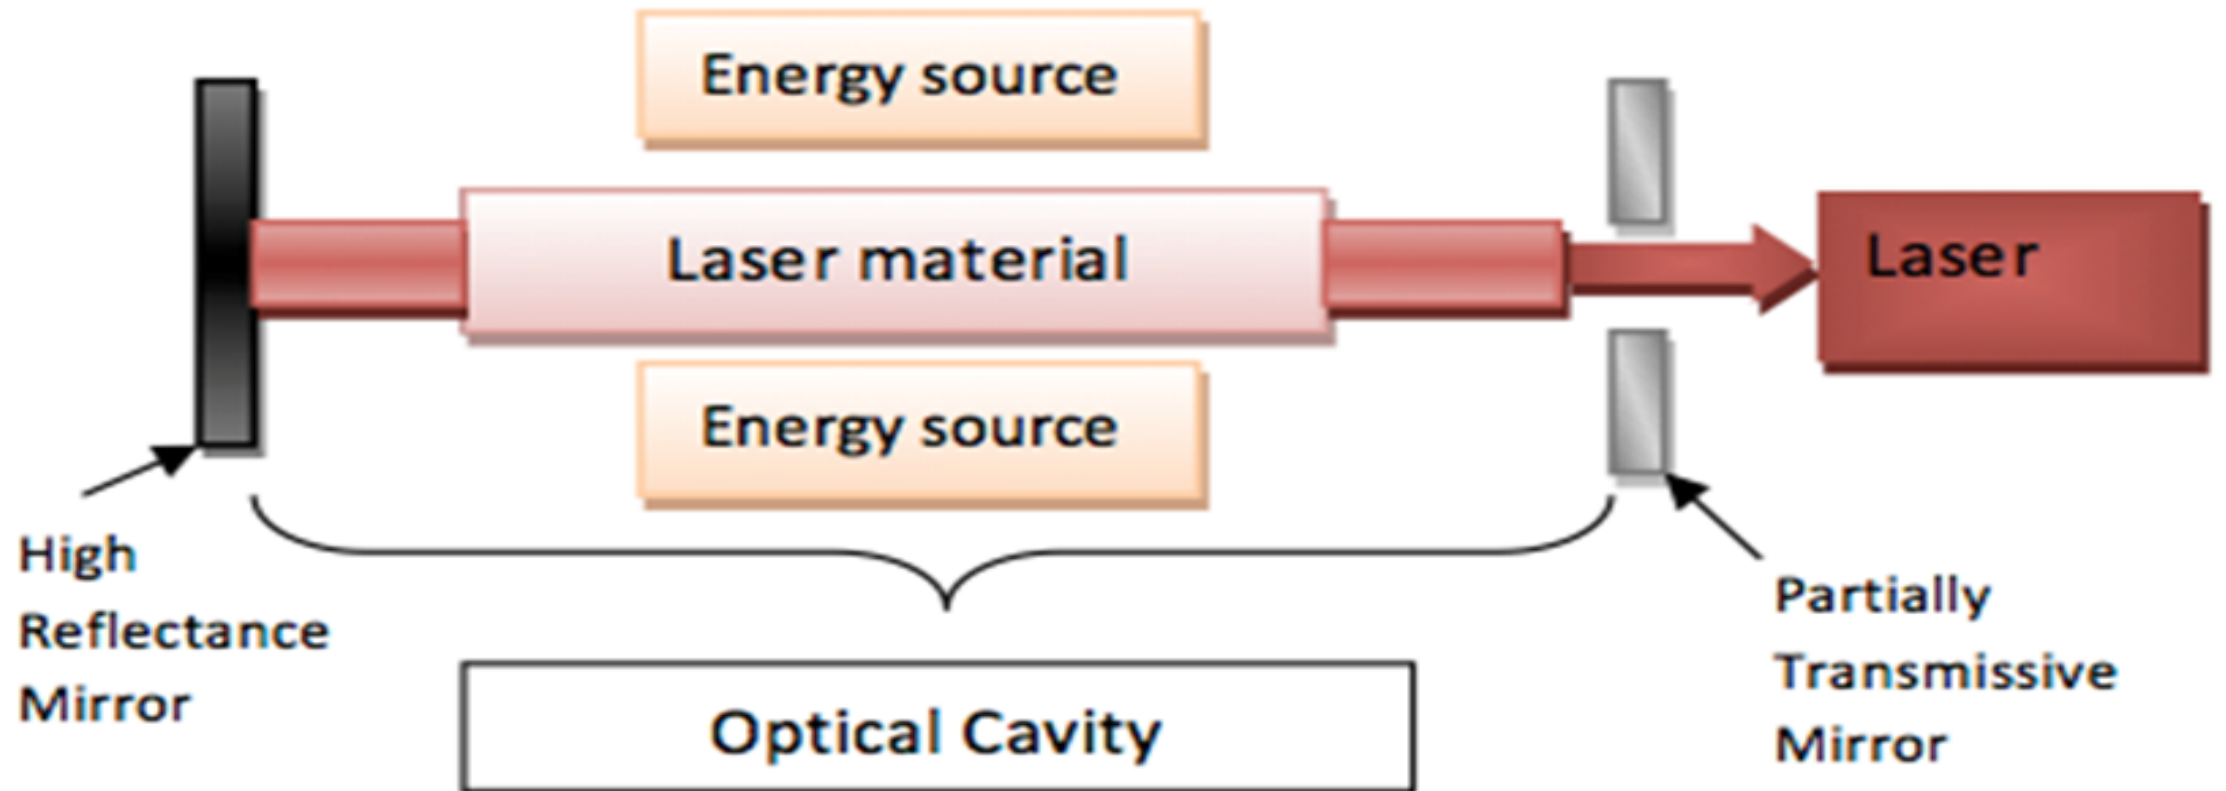 Energy source
Laser material
Laser
Energy source
High
Reflectance
Mirror
Partially
Transmissive
Mirror
Optical Cavity